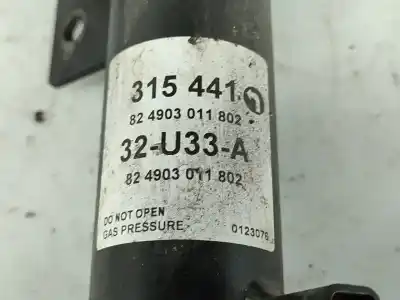 315 441
82 4903 011 802
32-U33-A
82 4903 011 802
DO NOT OPEN
GAS PRESSURE 0123076